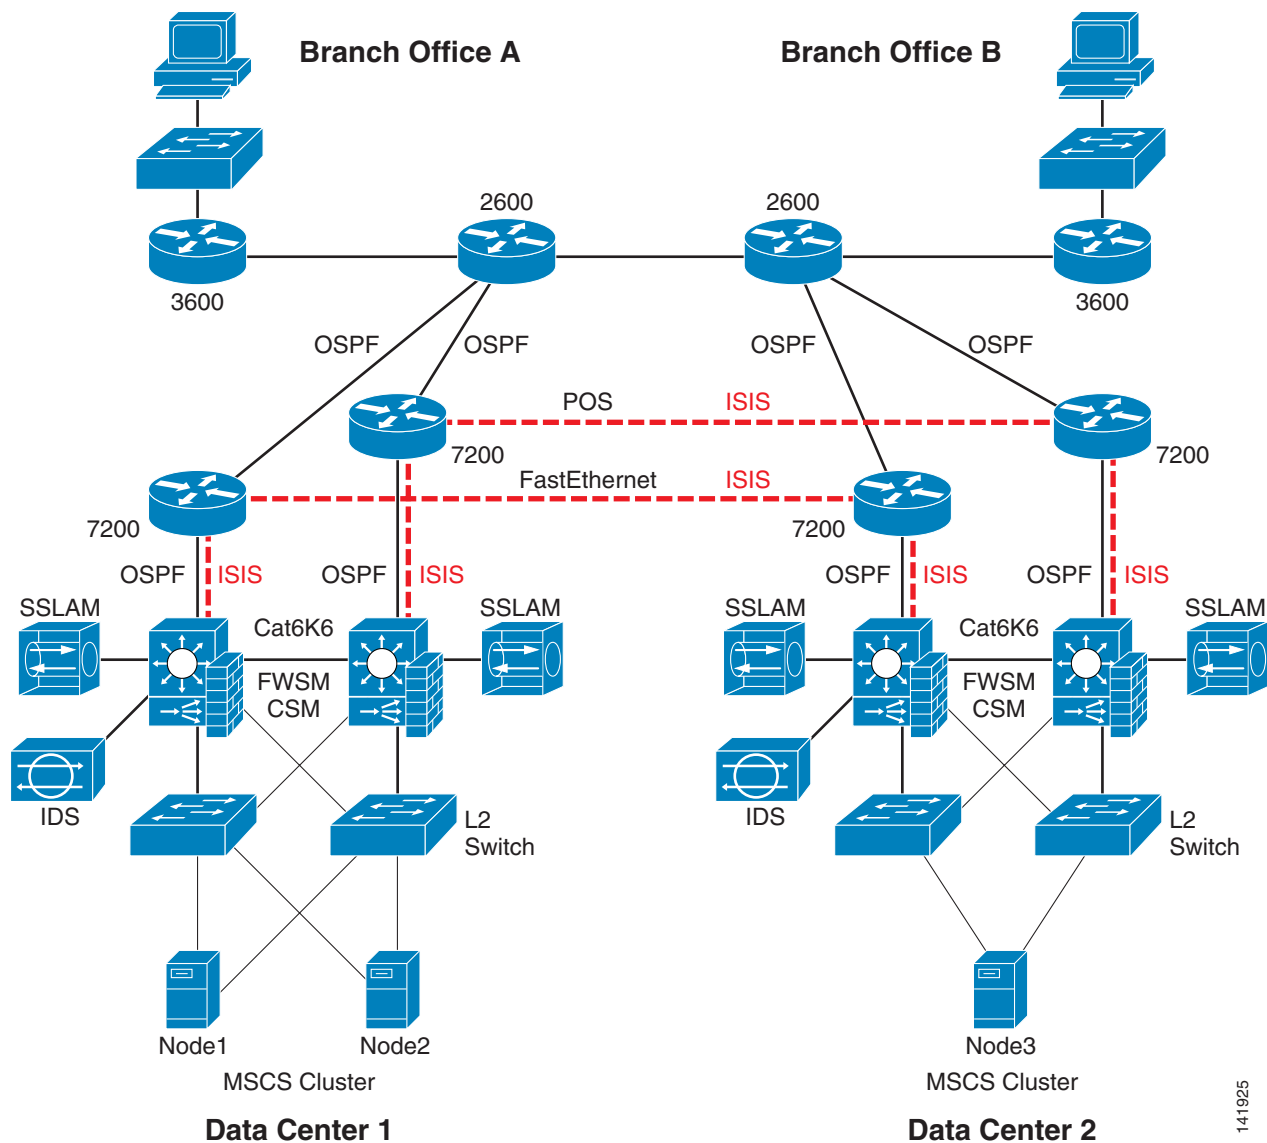 Branch Office A
Branch Office B
2600
2600
3600
3600
OSPF
OSPF
OSPF
OSPF
POS
ISIS
7200
7200
FastEthernet
ISIS
7200
7200
OSPF
ISIS
OSPF
ISIS
OSPF
ISIS
OSPF
ISIS
SSLAM
Cat6K6
SSLAM
SSLAM
Cat6K6
SSLAM
FWSM
CSM
FWSM
CSM
IDS
L2
Switch
IDS
L2
Switch
Node1
Node2
Node3
MSCS Cluster
MSCS Cluster
Data Center 1
Data Center 2
141925